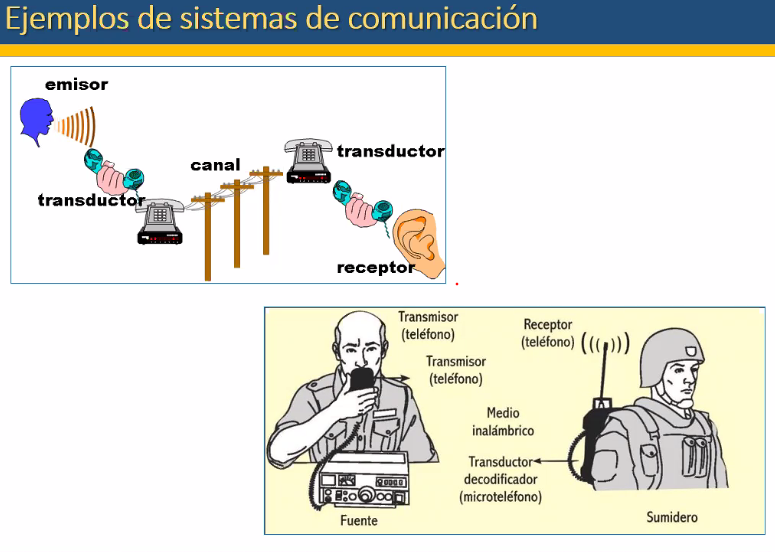 Ejemplos de sistemas de comunicación
emisor
canal
transductor
transductor
receptor
Transmisor
(teléfono)
Transmisor
(teléfono)
Receptor
(teléfono)
Medio
inalámbrico
Transductor
decodificador
(microteléfono)
Fuente
Sumidero